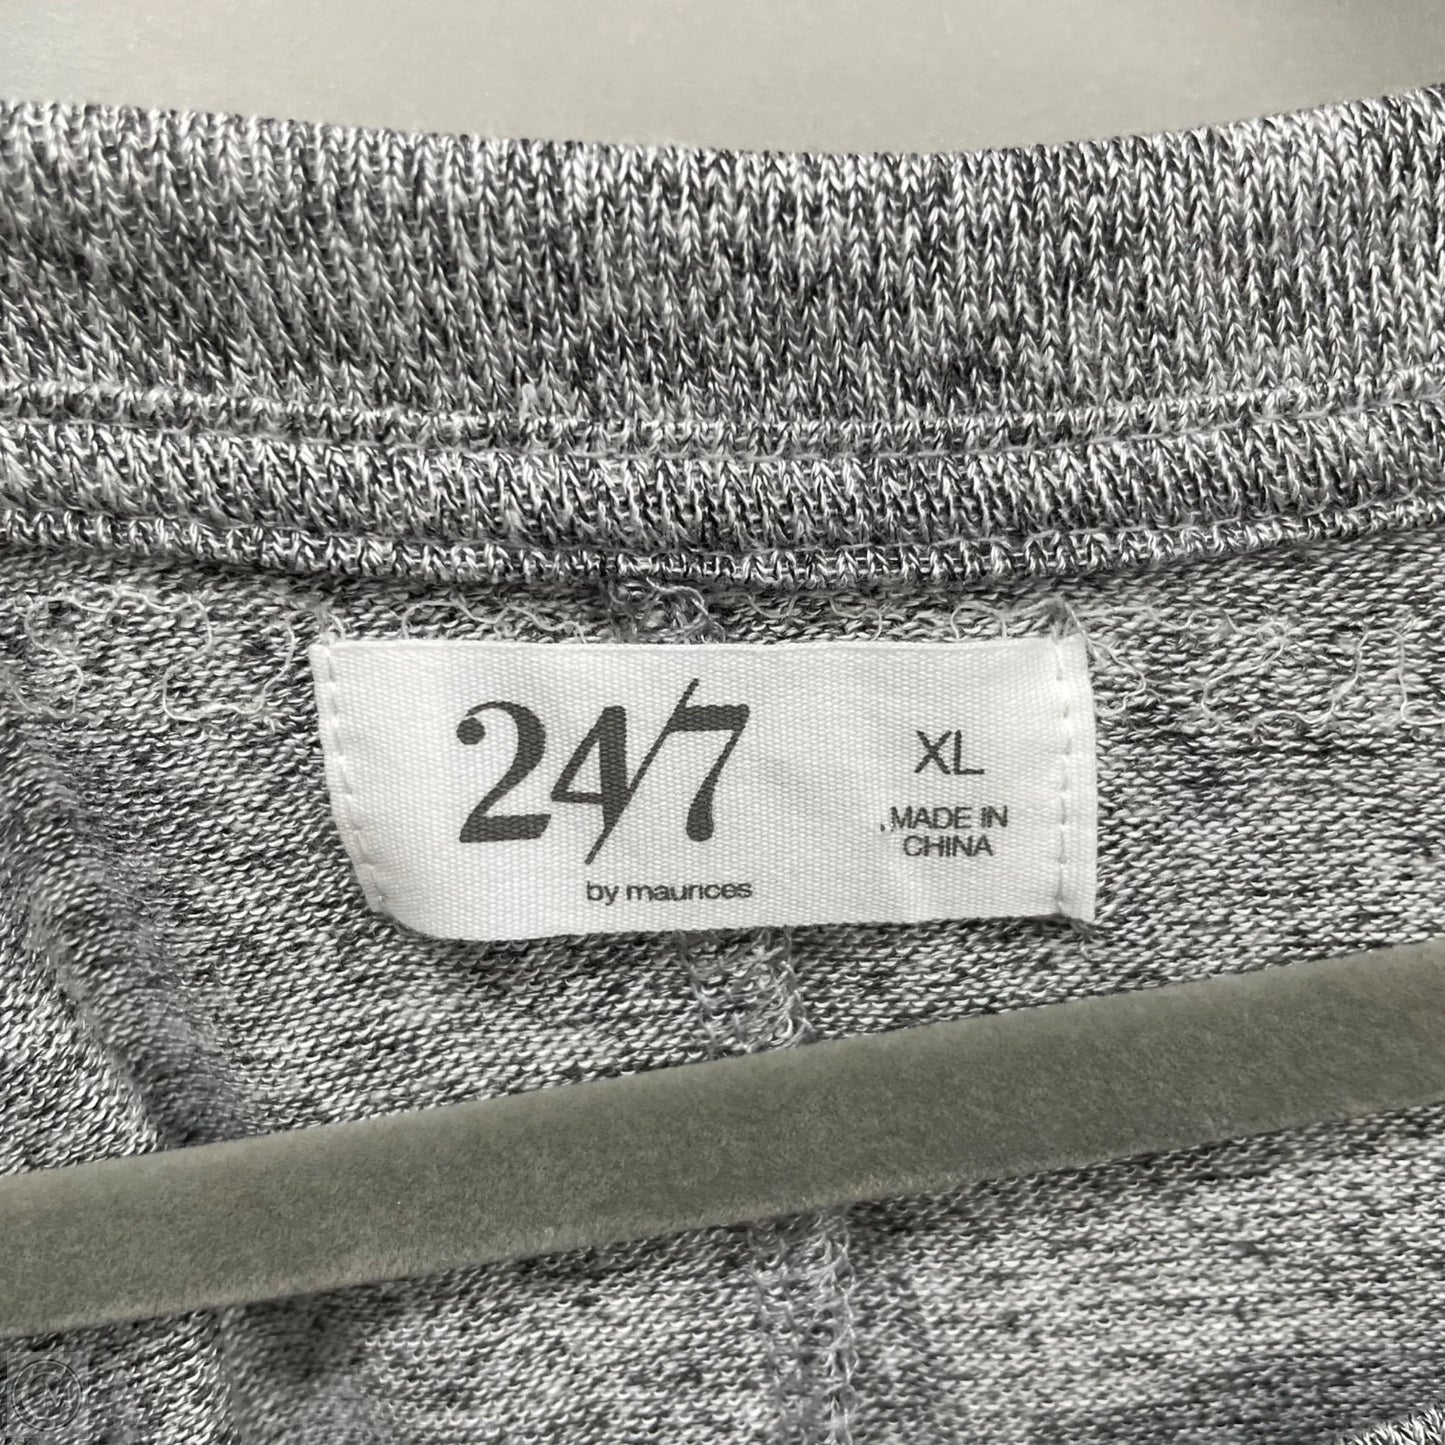 24/7
by maurices
XL
MADE IN
CHINA